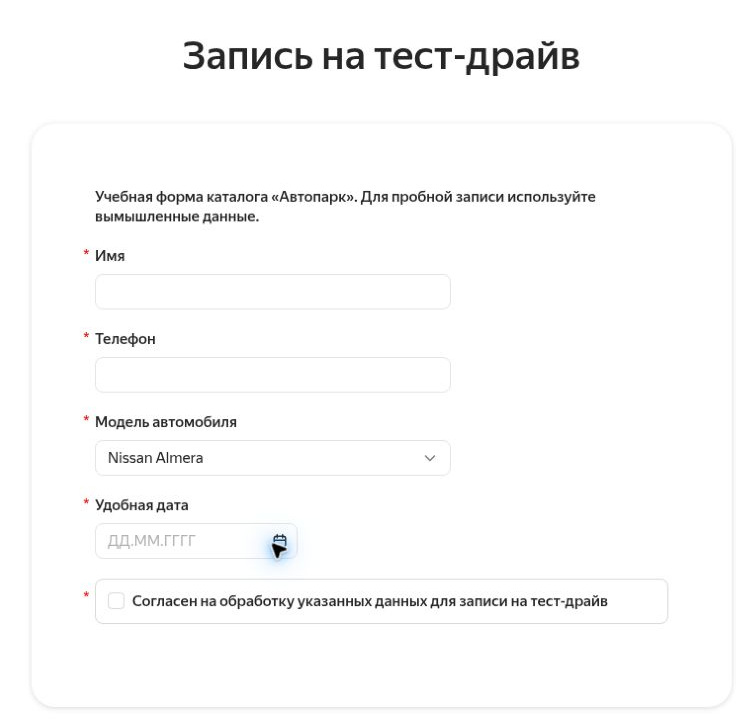 Запись на тест-драйв
Учебная форма каталога «Автопарк». Для пробной записи используйте
вымышленные данные.
* Имя
* Телефон
* Модель автомобиля
Nissan Almera
* Удобная дата
ДД.ММ.ГГГГ
* Согласен на обработку указанных данных для записи на тест-драйв